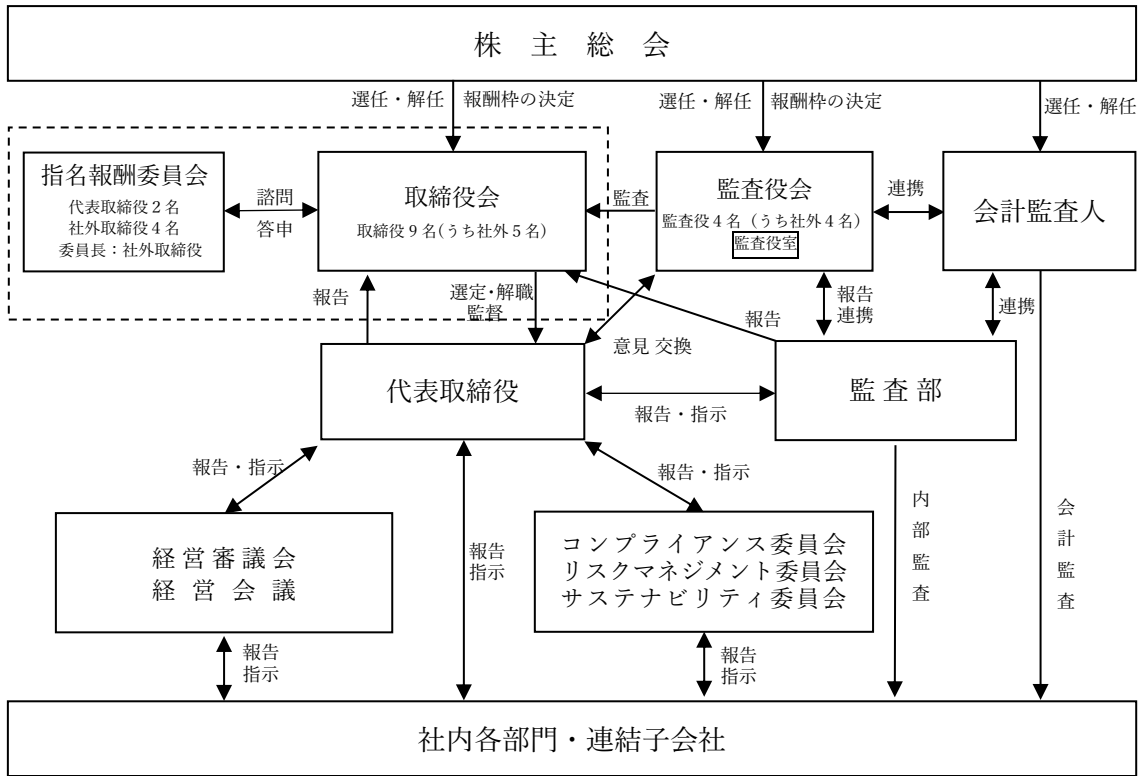 株主総会
選任・解任
報酬枠の決定
選任・解任
報酬枠の決定
選任・解任
指名報酬委員会
代表取締役2名
社外取締役4名
委員長：社外取締役
諮問
答申
取締役会
取締役9名(うち社外5名)
監査
監査役会
監査役4名（うち社外4名）
監査役室
連携
会計監査人
報告
選定・解職
監督
意見 交換
報告
報告
連携
連携
代表取締役
報告・指示
監査部
報告・指示
報告・指示
経営審議会
経営会議
報告
指示
コンプライアンス委員会
リスクマネジメント委員会
サステナビリティ委員会
内部監査
会計監査
報告
指示
報告
指示
社内各部門・連結子会社